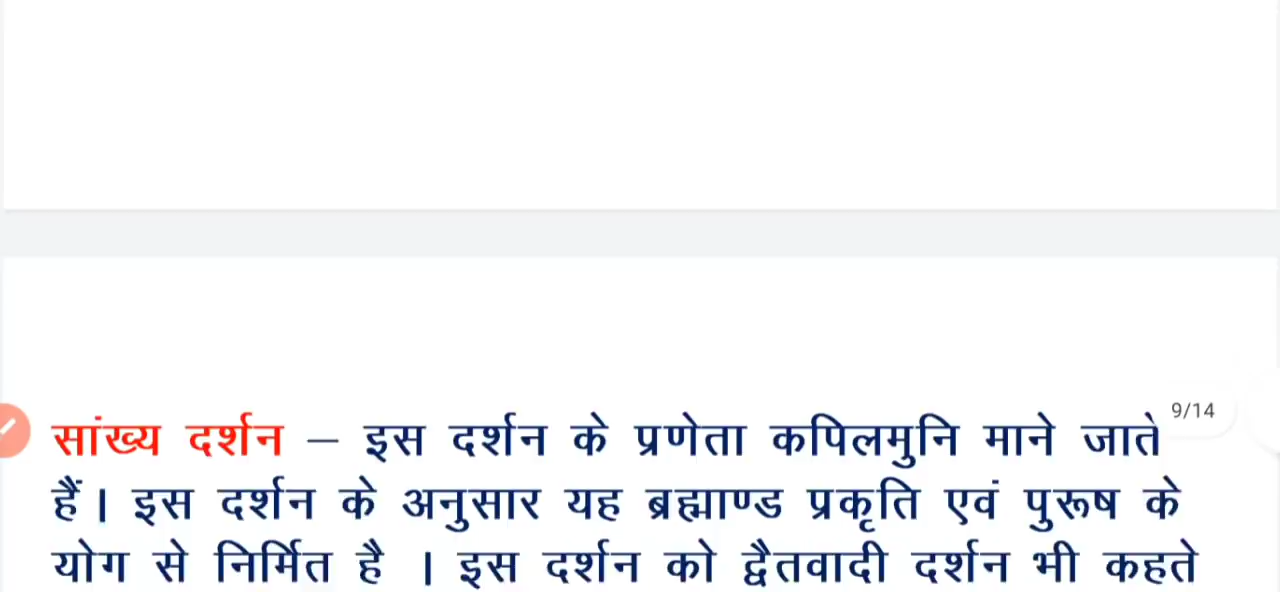 9/14
सांख्य दर्शन – इस दर्शन के प्रणेता कपिलमुनि माने जाते
हैं। इस दर्शन के अनुसार यह ब्रह्माण्ड प्रकृति एवं पुरूष के
योग से निर्मित है । इस दर्शन को द्वैतवादी दर्शन भी कहते